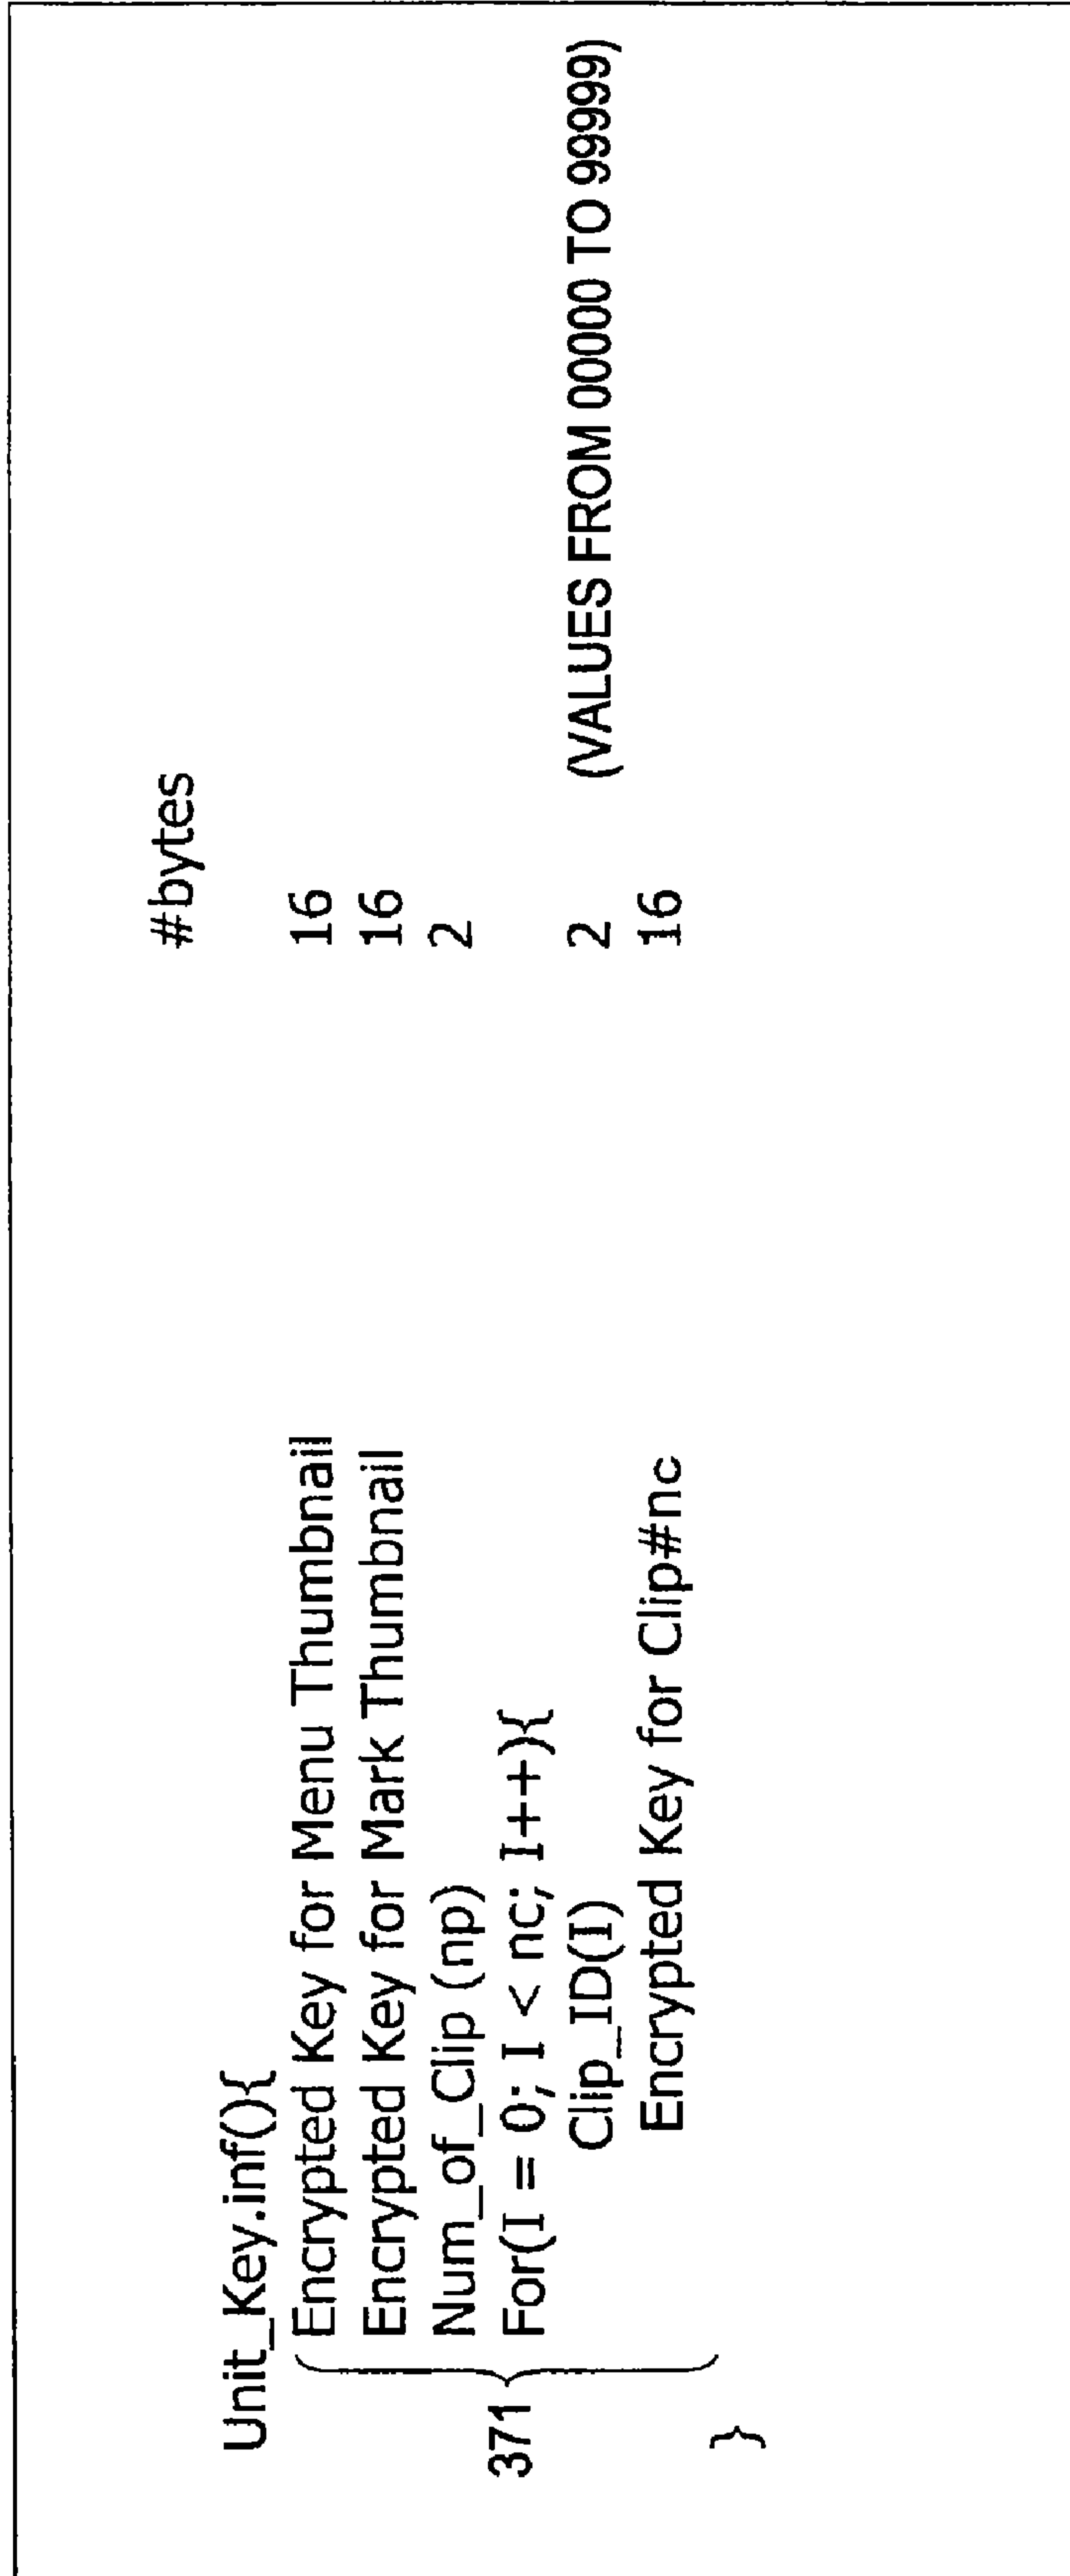 #bytes
Unit_Key.inf(){
Encrypted Key for Menu Thumbnail 16
Encrypted Key for Mark Thumbnail 16
Num_of_Clip (np) 2
For(I = 0; I < nc; I++){
Clip_ID(I) 2 (VALUES FROM 00000 TO 99999)
Encrypted Key for Clip#nc 16
371
}